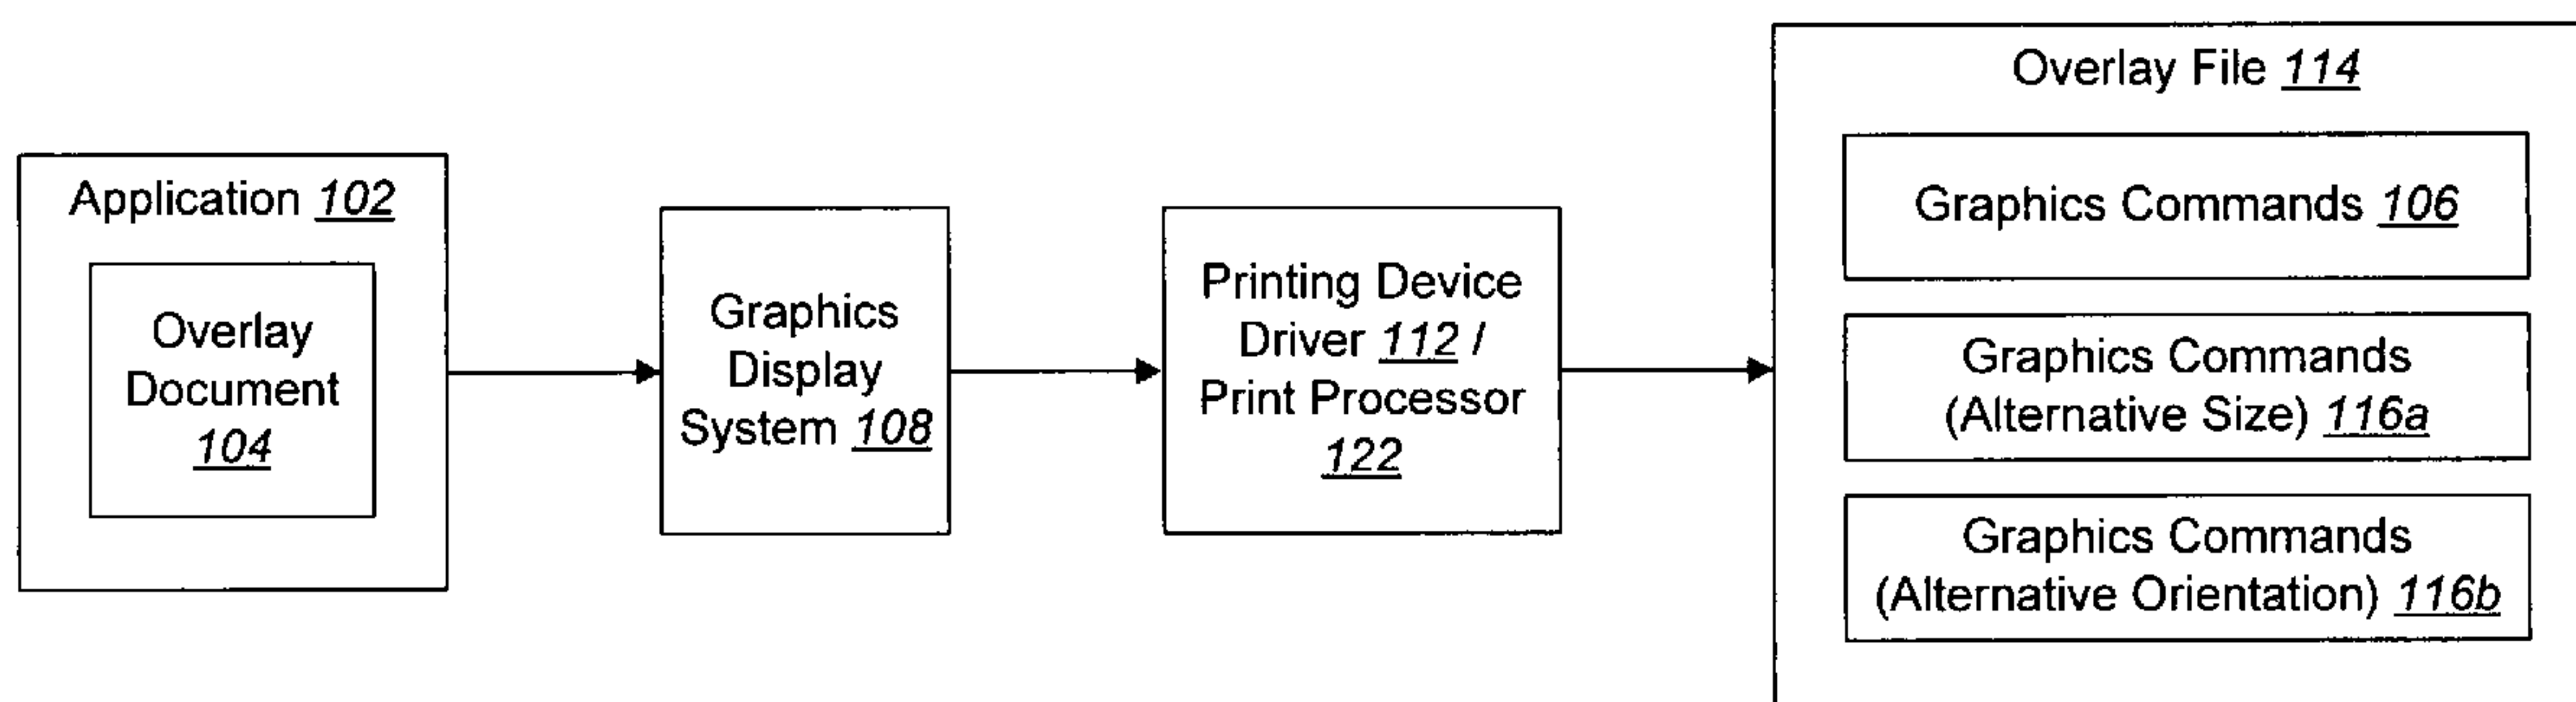 Application 102
Overlay
Document
104
Graphics
Display
System 108
Printing Device
Driver 112 /
Print Processor
122
Overlay File 114
Graphics Commands 106
Graphics Commands
(Alternative Size) 116a
Graphics Commands
(Alternative Orientation) 116b